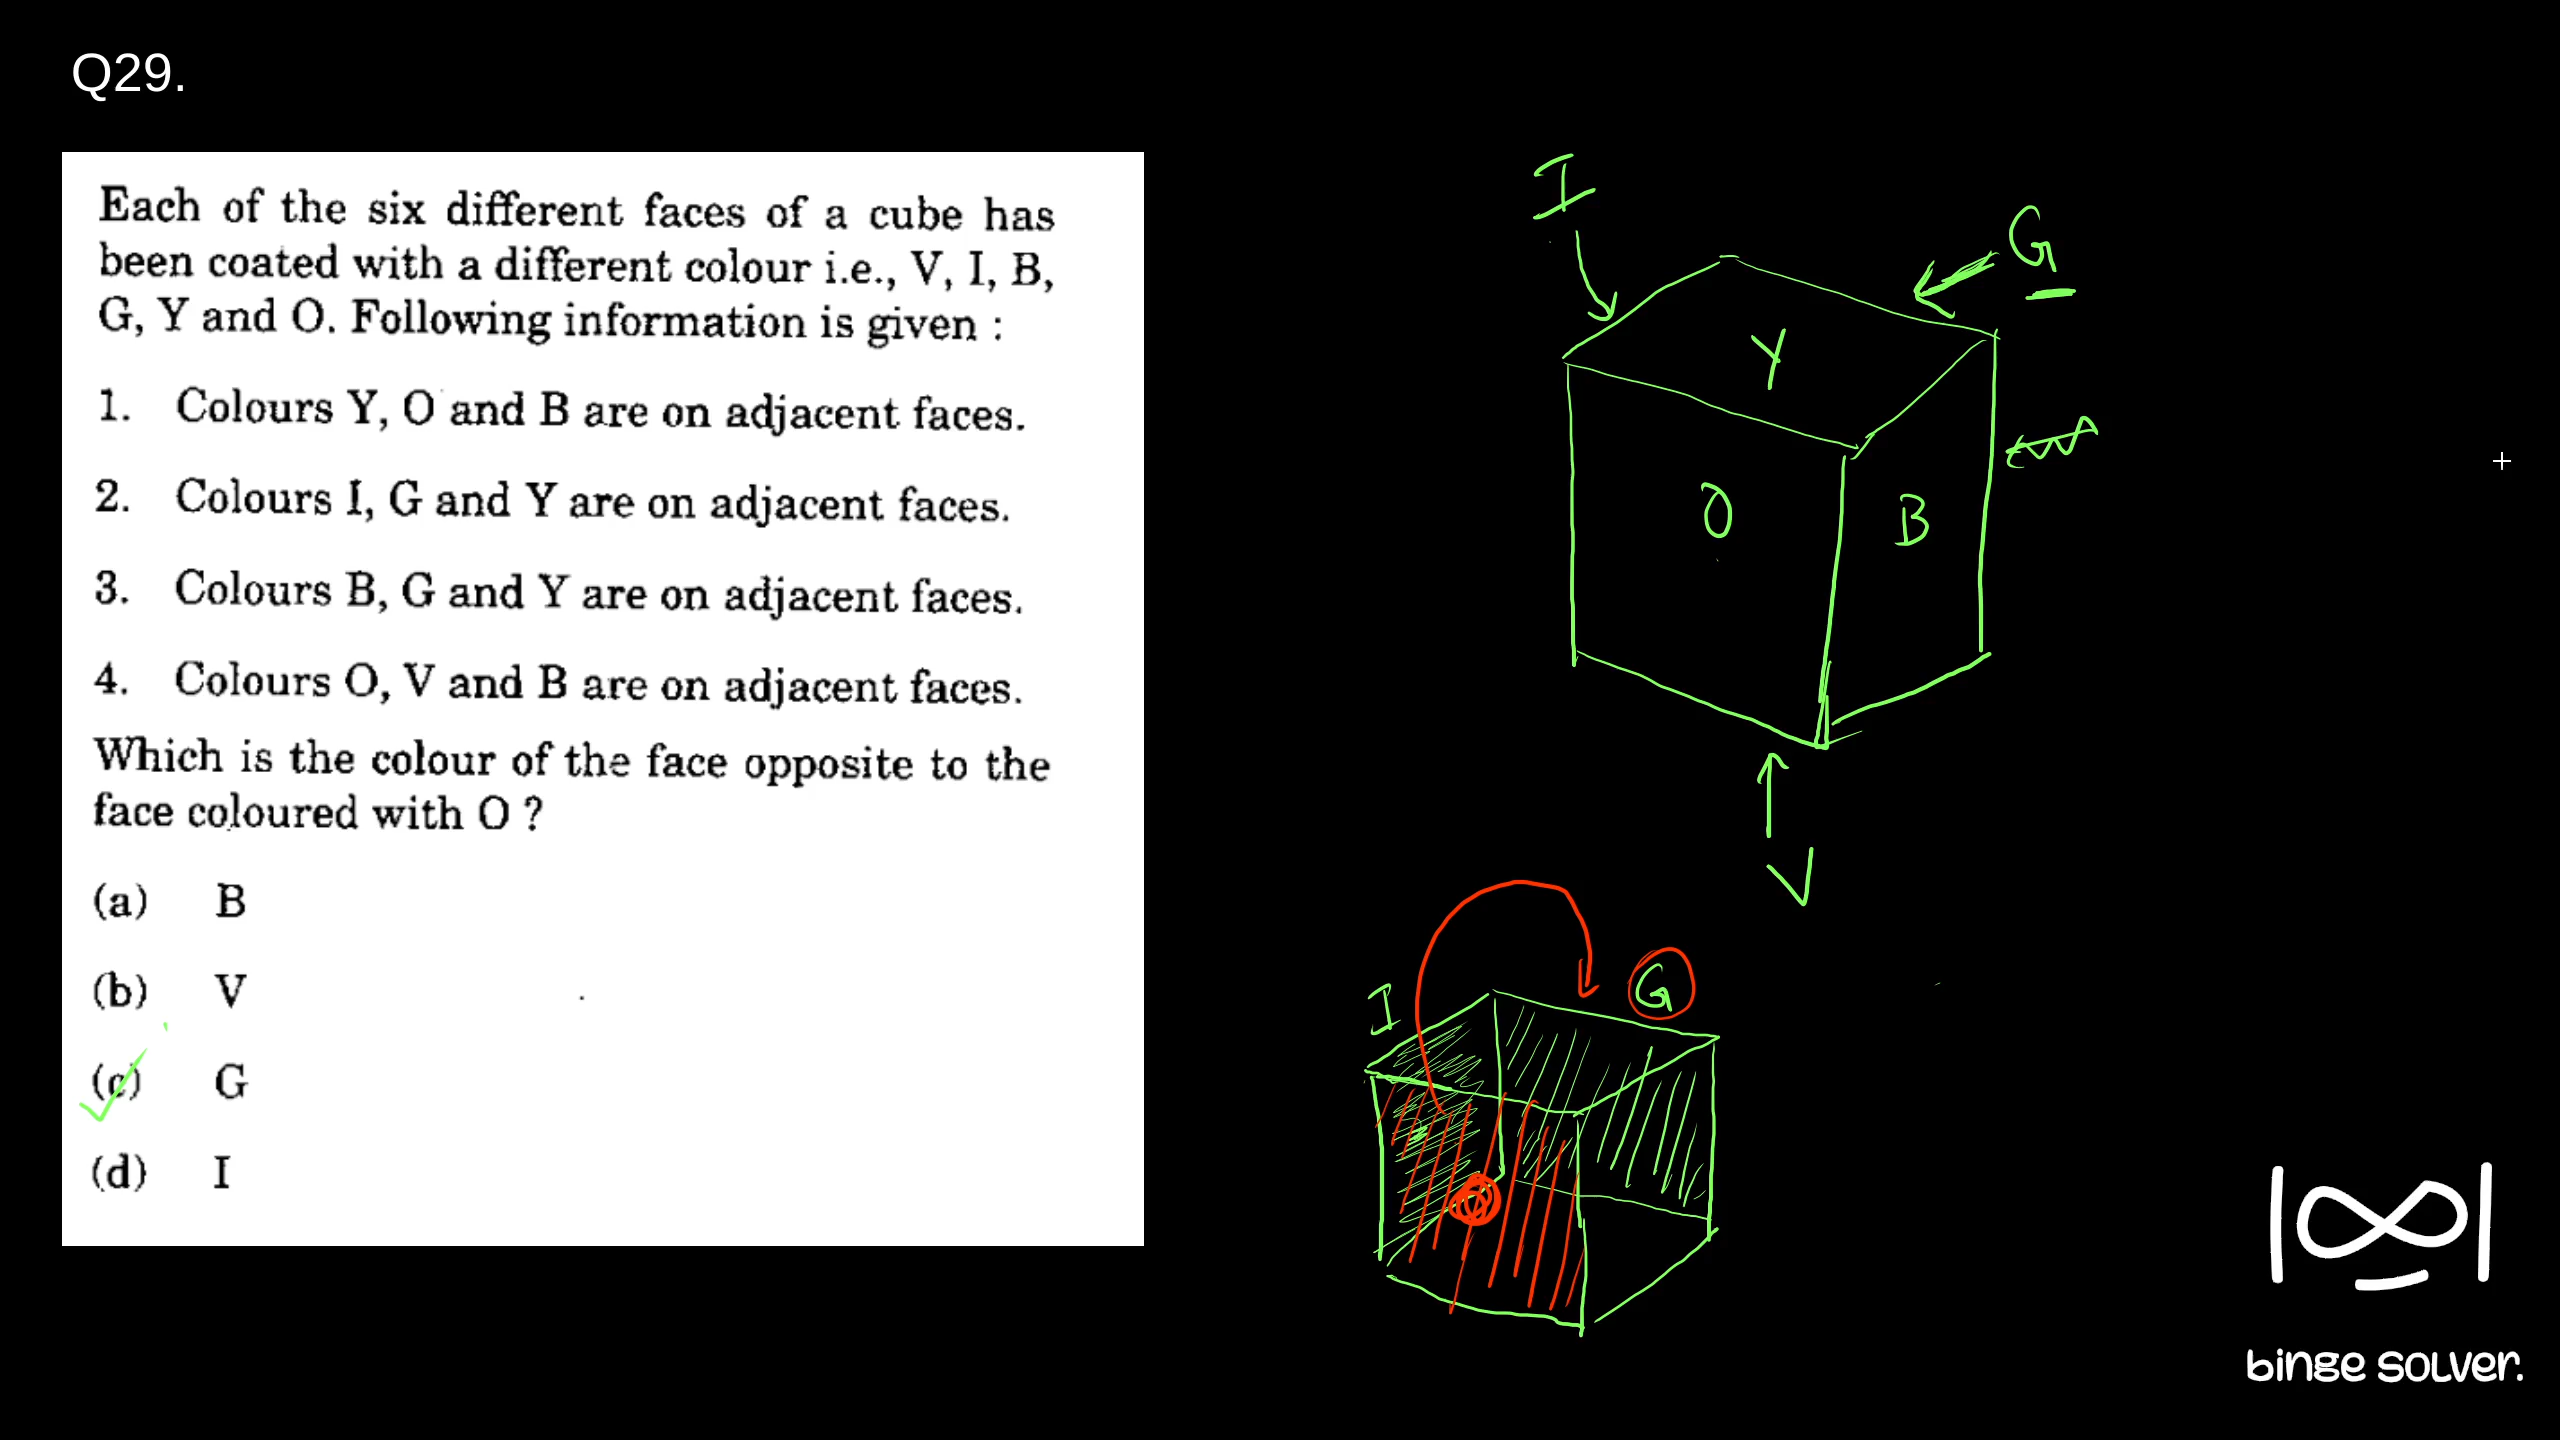 Q29.
Each of the six different faces of a cube has
been coated with a different colour i.e., V, I, B,
G, Y and O. Following information is given :
1. Colours Y, O and B are on adjacent faces.
2. Colours I, G and Y are on adjacent faces.
3. Colours B, G and Y are on adjacent faces.
4. Colours O, V and B are on adjacent faces.
Which is the colour of the face opposite to the
face coloured with O ?
(a) B
(b) V
(c) G
(d) I
I
G
Y
O
B
V
I
G
binge solver.